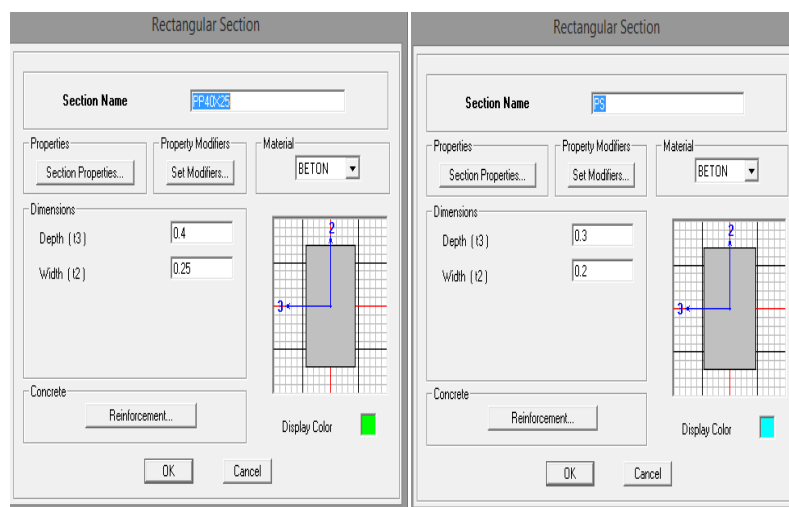 Rectangular Section
Section Name PP40X25
Properties
Section Properties...
Property Modifiers
Set Modifiers...
Material
BETON
Dimensions
Depth ( t3 ) 0.4
Width ( t2 ) 0.25
2
3
Concrete
Reinforcement...
Display Color
OK Cancel
Rectangular Section
Section Name PS
Properties
Section Properties...
Property Modifiers
Set Modifiers...
Material
BETON
Dimensions
Depth ( t3 ) 0.3
Width ( t2 ) 0.2
2
3
Concrete
Reinforcement...
Display Color
OK Cancel